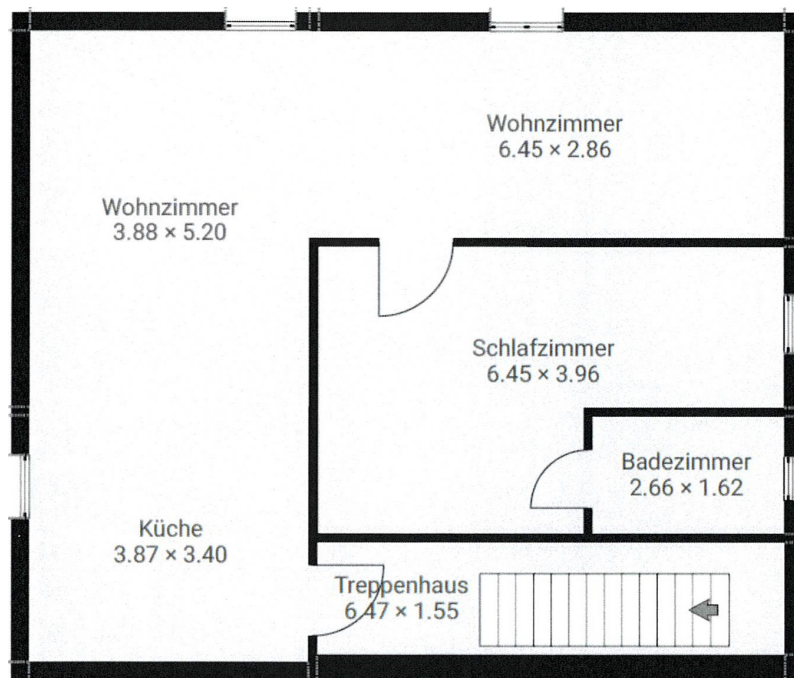 Wohnzimmer
6.45 × 2.86
Wohnzimmer
3.88 × 5.20
Schlafzimmer
6.45 × 3.96
Badezimmer
2.66 × 1.62
Küche
3.87 × 3.40
Treppenhaus
6.47 × 1.55